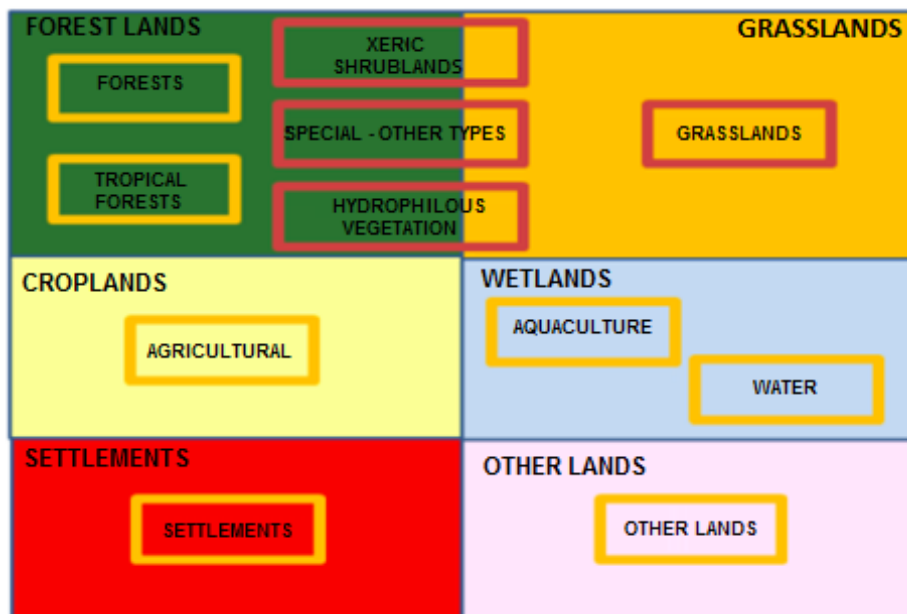 FOREST LANDS
GRASSLANDS
XERIC
SHRUBLANDS
FORESTS
SPECIAL - OTHER TYPES
GRASSLANDS
TROPICAL
FORESTS
HYDROPHILOUS
VEGETATION
CROPLANDS
WETLANDS
AGRICULTURAL
AQUACULTURE
WATER
SETTLEMENTS
OTHER LANDS
SETTLEMENTS
OTHER LANDS